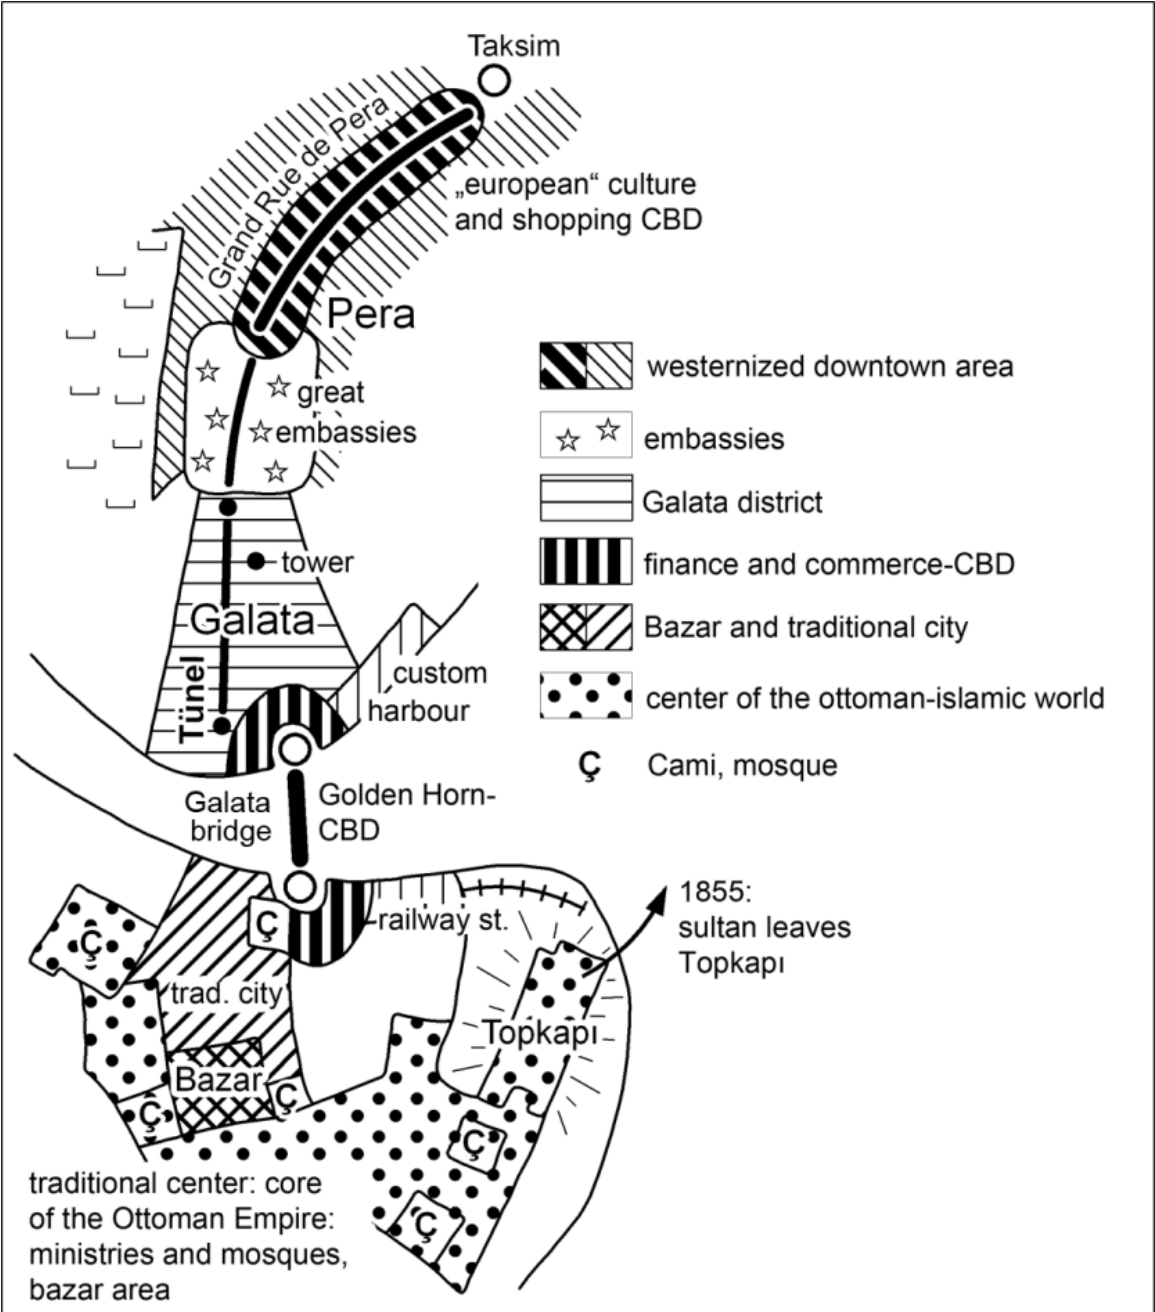 Taksim
Grand Rue de Pera
„european“ culture
and shopping CBD
Pera
great
embassies
westernized downtown area
embassies
Galata district
finance and commerce-CBD
Bazar and traditional city
center of the ottoman-islamic world
Ç Cami, mosque
tower
Galata
Tünel
custom
harbour
Galata
bridge
Golden Horn-
CBD
Ç
railway st.
1855:
sultan leaves
Topkapı
Ç
trad. city
Topkapı
Bazar
Ç
Ç
Ç
Ç
traditional center: core
of the Ottoman Empire:
ministries and mosques,
bazar area